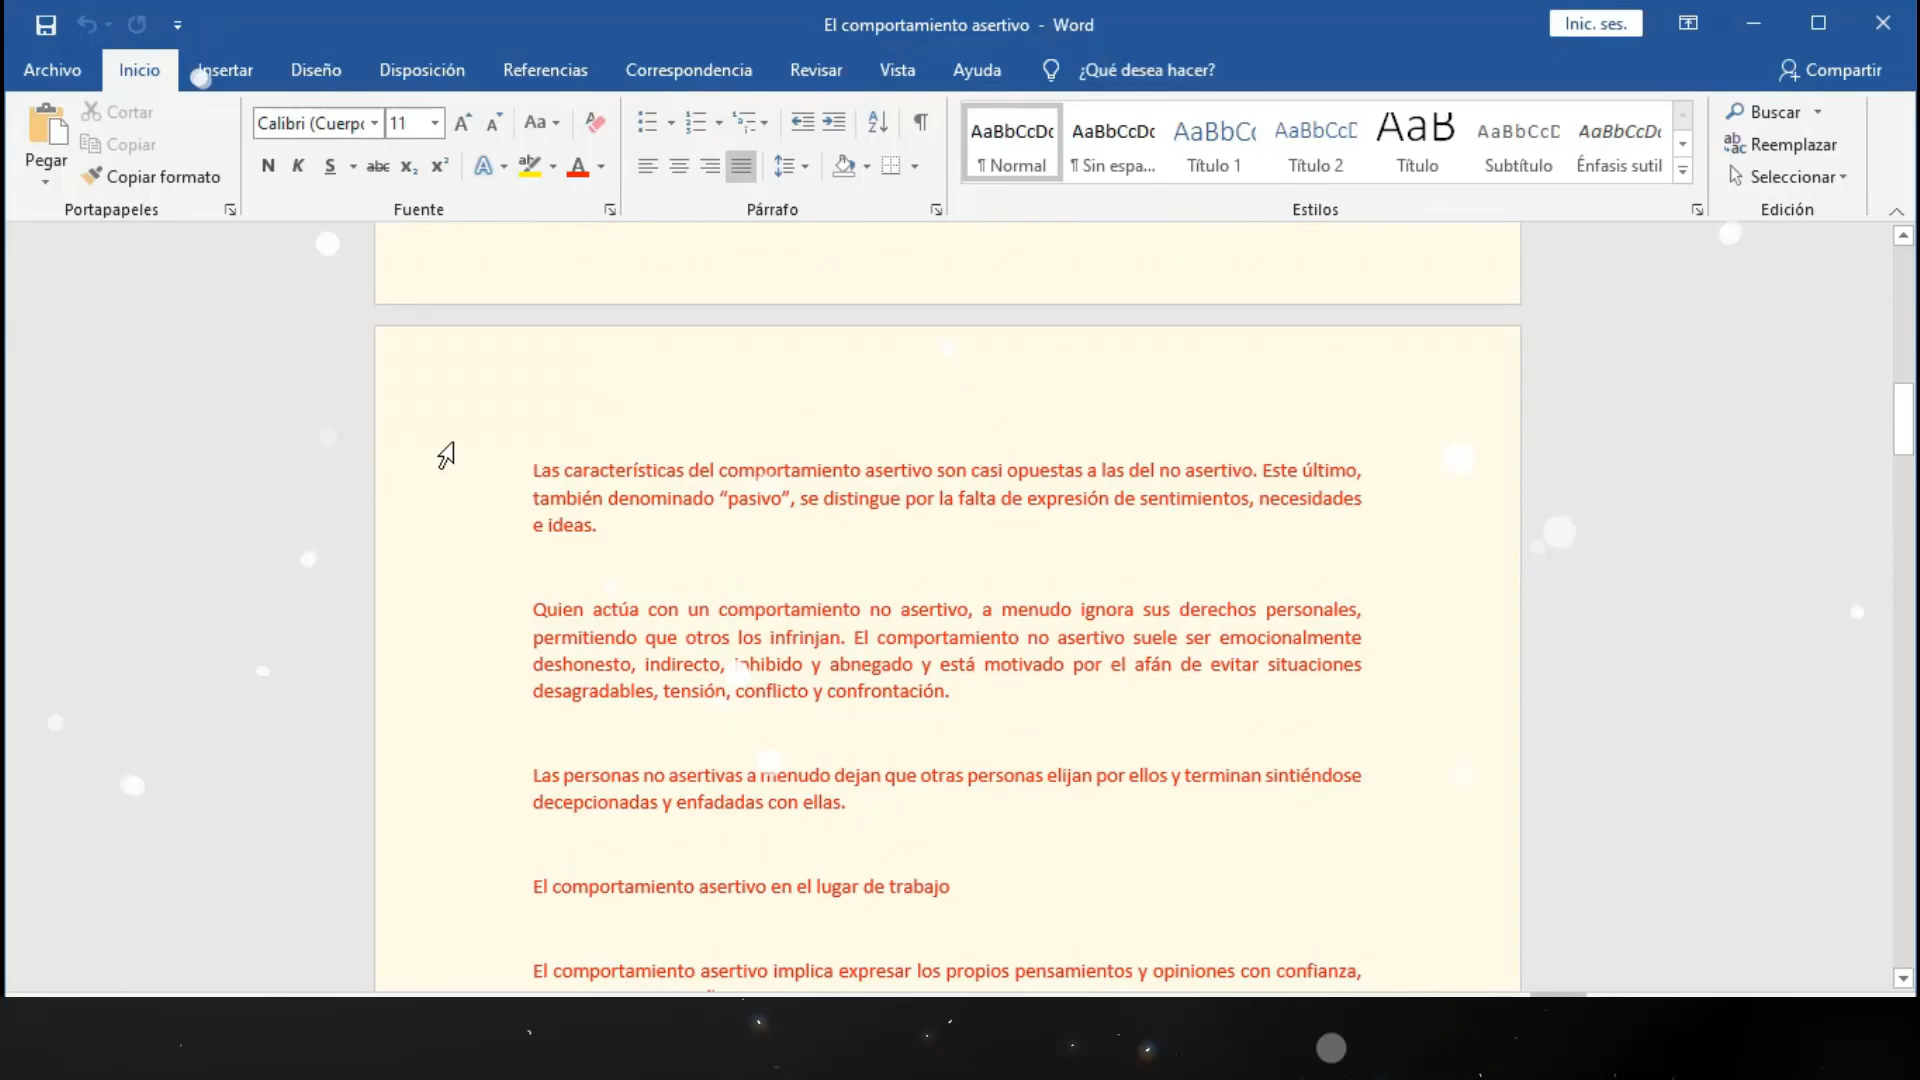 El comportamiento asertivo - Word
Inic. ses.
Archivo Inicio Insertar Diseño Disposición Referencias Correspondencia Revisar Vista Ayuda ¿Qué desea hacer? Compartir
Pegar
Cortar
Copiar
Copiar formato
Portapapeles
Calibri (Cuerpo 11 Aa
N K S abc x₂ x² A ab A
Fuente
Párrafo
AaBbCcDc AaBbCcDc AaBbCc AaBbCcD AaB AaBbCcD AaBbCcDc
¶ Normal ¶ Sin espa... Título 1 Título 2 Título Subtítulo Énfasis sutil
Estilos
Buscar
Reemplazar
Seleccionar
Edición
Las características del comportamiento asertivo son casi opuestas a las del no asertivo. Este último,
también denominado “pasivo”, se distingue por la falta de expresión de sentimientos, necesidades
e ideas.
Quien actúa con un comportamiento no asertivo, a menudo ignora sus derechos personales,
permitiendo que otros los infrinjan. El comportamiento no asertivo suele ser emocionalmente
deshonesto, indirecto, inhibido y abnegado y está motivado por el afán de evitar situaciones
desagradables, tensión, conflicto y confrontación.
Las personas no asertivas a menudo dejan que otras personas elijan por ellos y terminan sintiéndose
decepcionadas y enfadadas con ellas.
El comportamiento asertivo en el lugar de trabajo
El comportamiento asertivo implica expresar los propios pensamientos y opiniones con confianza,